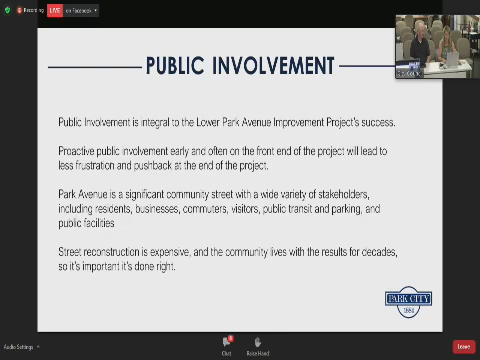 Recording
LIVE
on Facebook
PUBLIC INVOLVEMENT
Public Involvement is integral to the Lower Park Avenue Improvement Project's success.
Proactive public involvement early and often on the front end of the project will lead to
less frustration and pushback at the end of the project.
Park Avenue is a significant community street with a wide variety of stakeholders,
including residents, businesses, commuters, visitors, public transit and parking, and
public facilities
Street reconstruction is expensive, and the community lives with the results for decades,
so it's important it's done right.
PARK CITY
1884
Audio Settings
Chat
Raise Hand
Leave